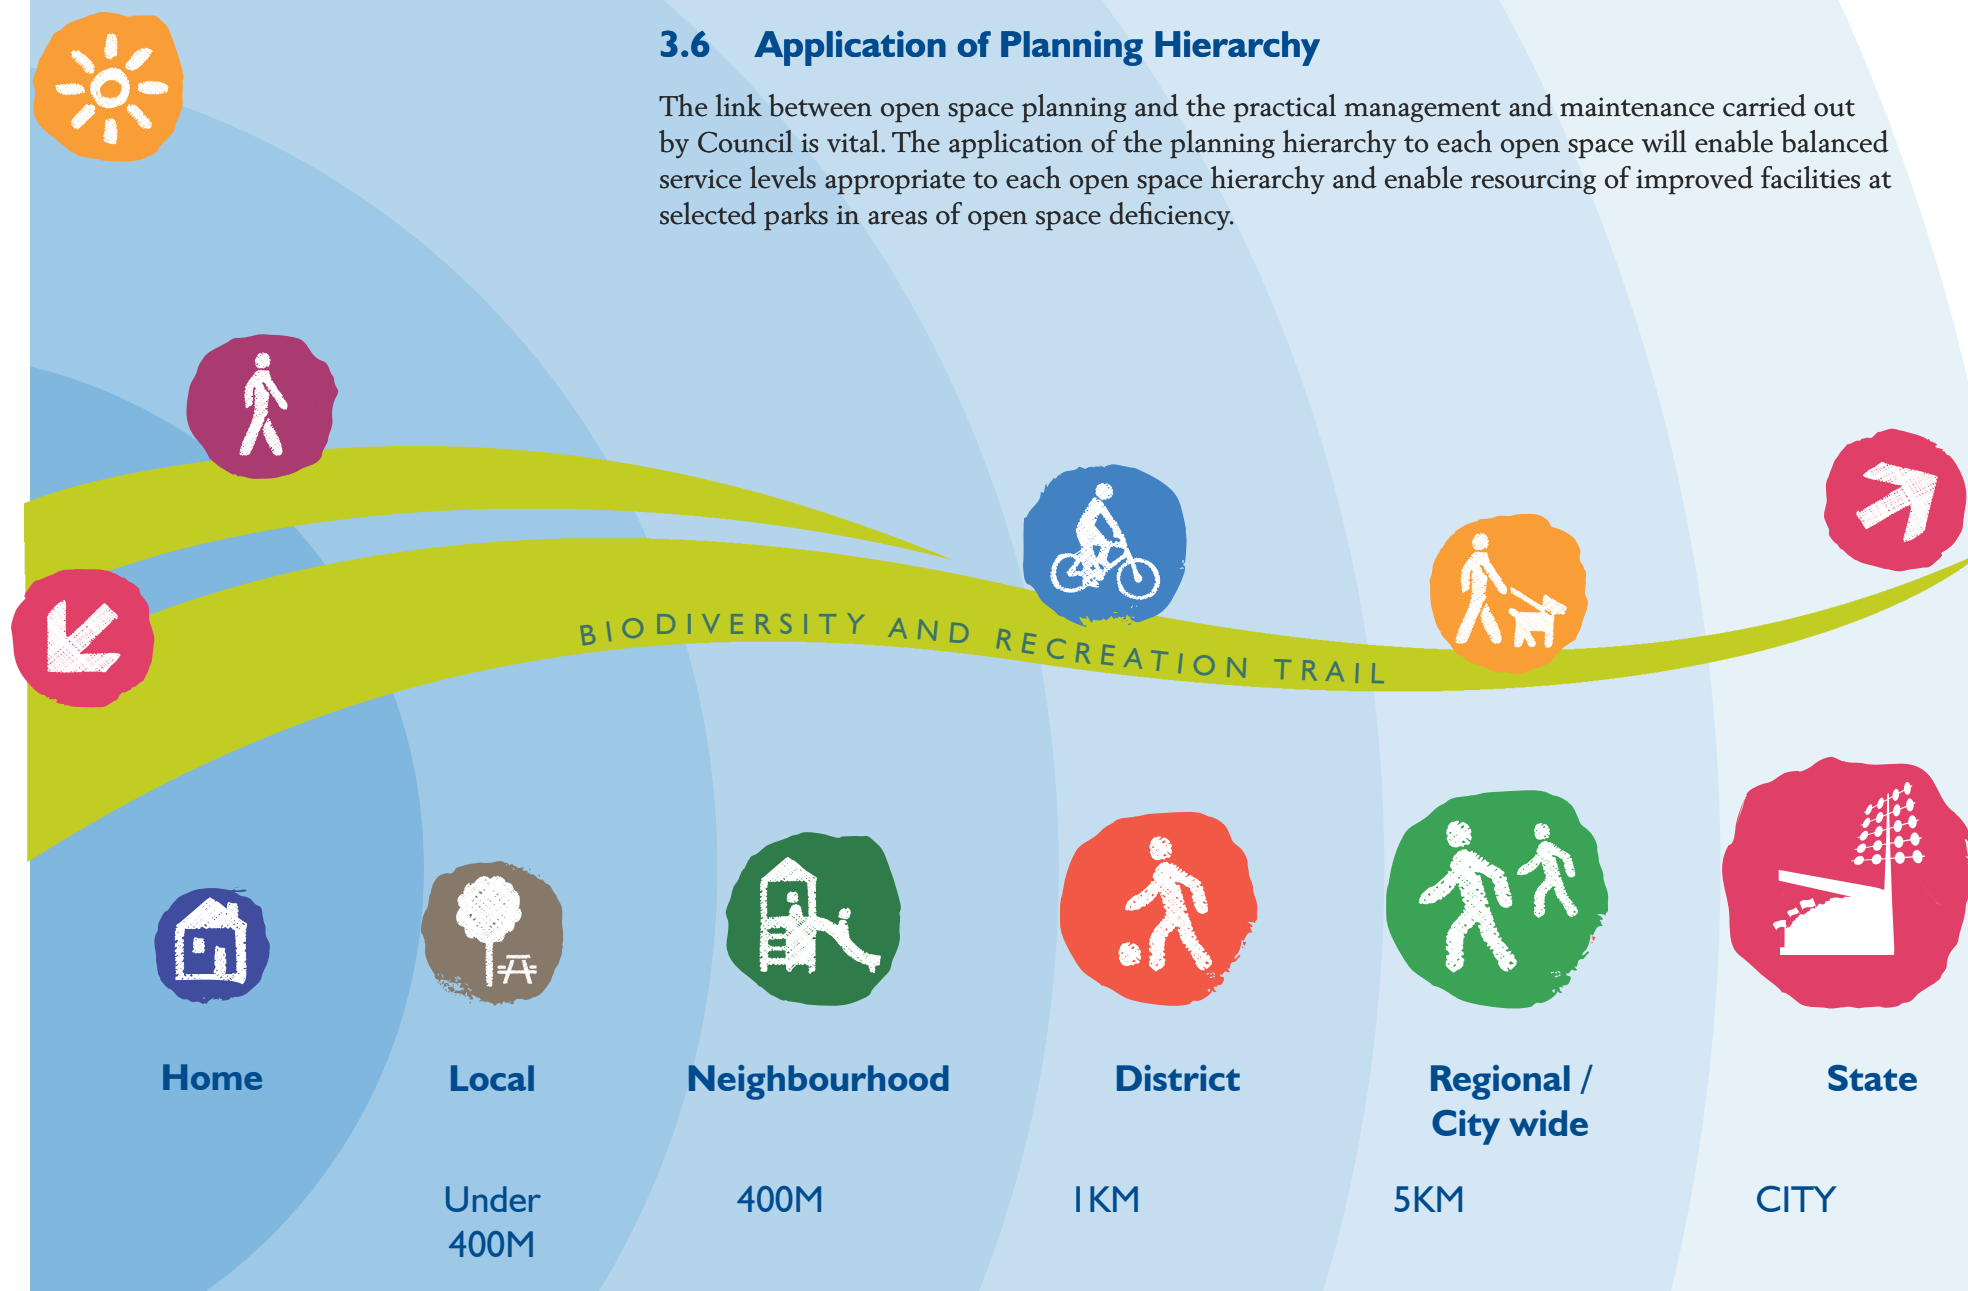 3.6 Application of Planning Hierarchy
The link between open space planning and the practical management and maintenance carried out
by Council is vital. The application of the planning hierarchy to each open space will enable balanced
service levels appropriate to each open space hierarchy and enable resourcing of improved facilities at
selected parks in areas of open space deficiency.
BIODIVERSITY AND RECREATION TRAIL
Home
Local
Neighbourhood
District
Regional /
City wide
State
Under
400M
400M
1KM
5KM
CITY